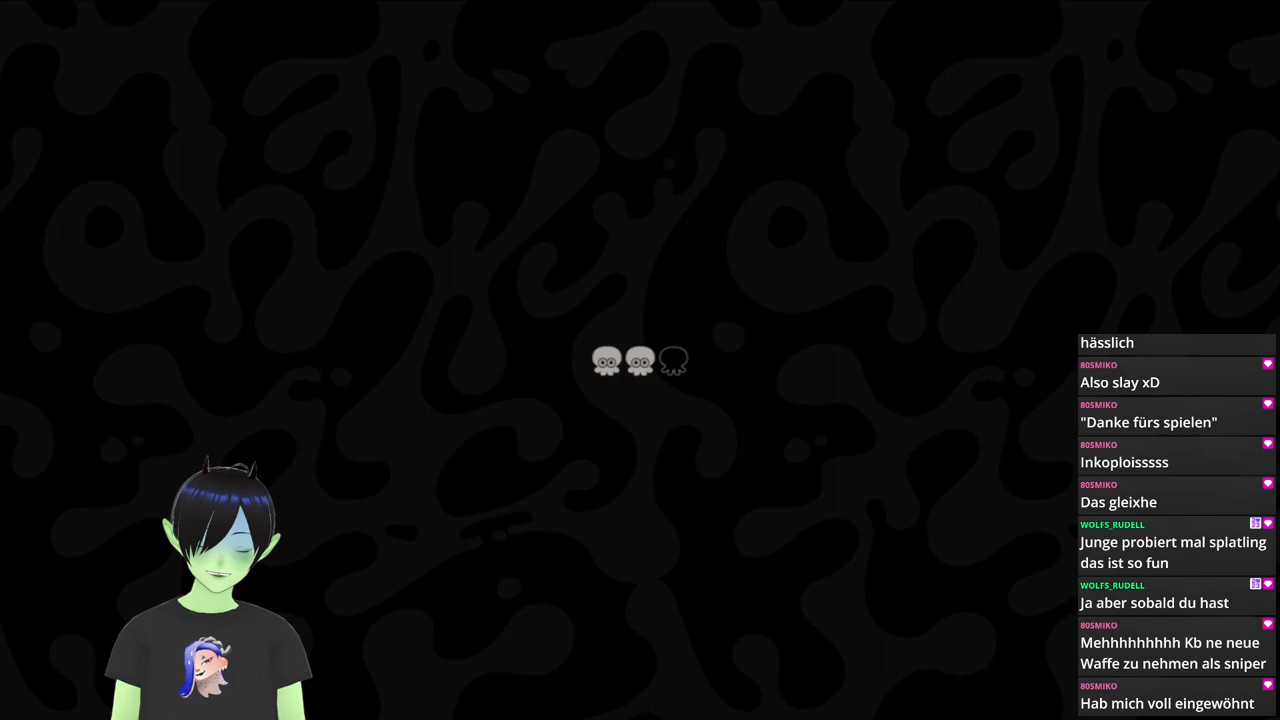 hässlich
80SMIKO
Also slay xD
80SMIKO
"Danke fürs spielen"
80SMIKO
Inkoploisssss
80SMIKO
Das gleixhe
WOLFS_RUDELL
Junge probiert mal splatling
das ist so fun
WOLFS_RUDELL
Ja aber sobald du hast
80SMIKO
Mehhhhhhhhh Kb ne neue
Waffe zu nehmen als sniper
80SMIKO
Hab mich voll eingewöhnt